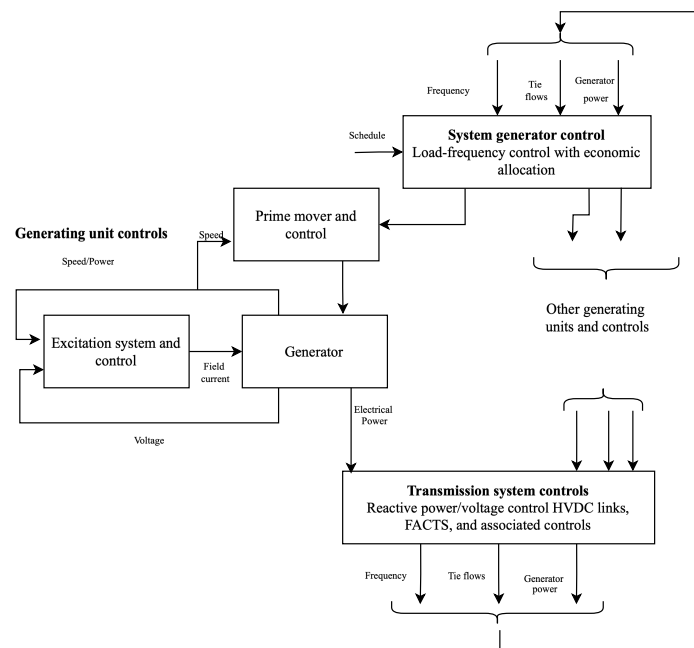 Frequency
Tie
flows
Generator
power
Schedule
System generator control
Load-frequency control with economic
allocation
Prime mover and
control
Generating unit controls
Speed
Speed/Power
Other generating
units and controls
Excitation system and
control
Generator
Field
current
Electrical
Power
Voltage
Transmission system controls
Reactive power/voltage control HVDC links,
FACTS, and associated controls
Frequency
Tie flows
Generator
power